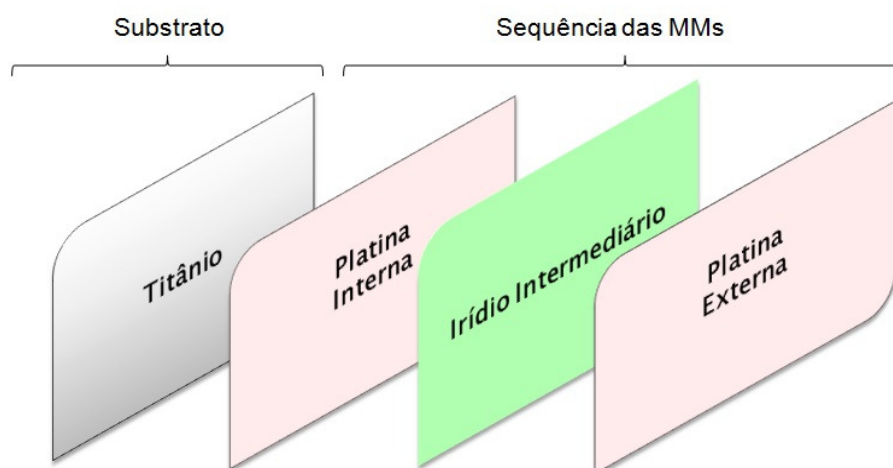 Substrato
Sequência das MMs
Titânio
Platina
Interna
Irídio Intermediário
Platina
Externa